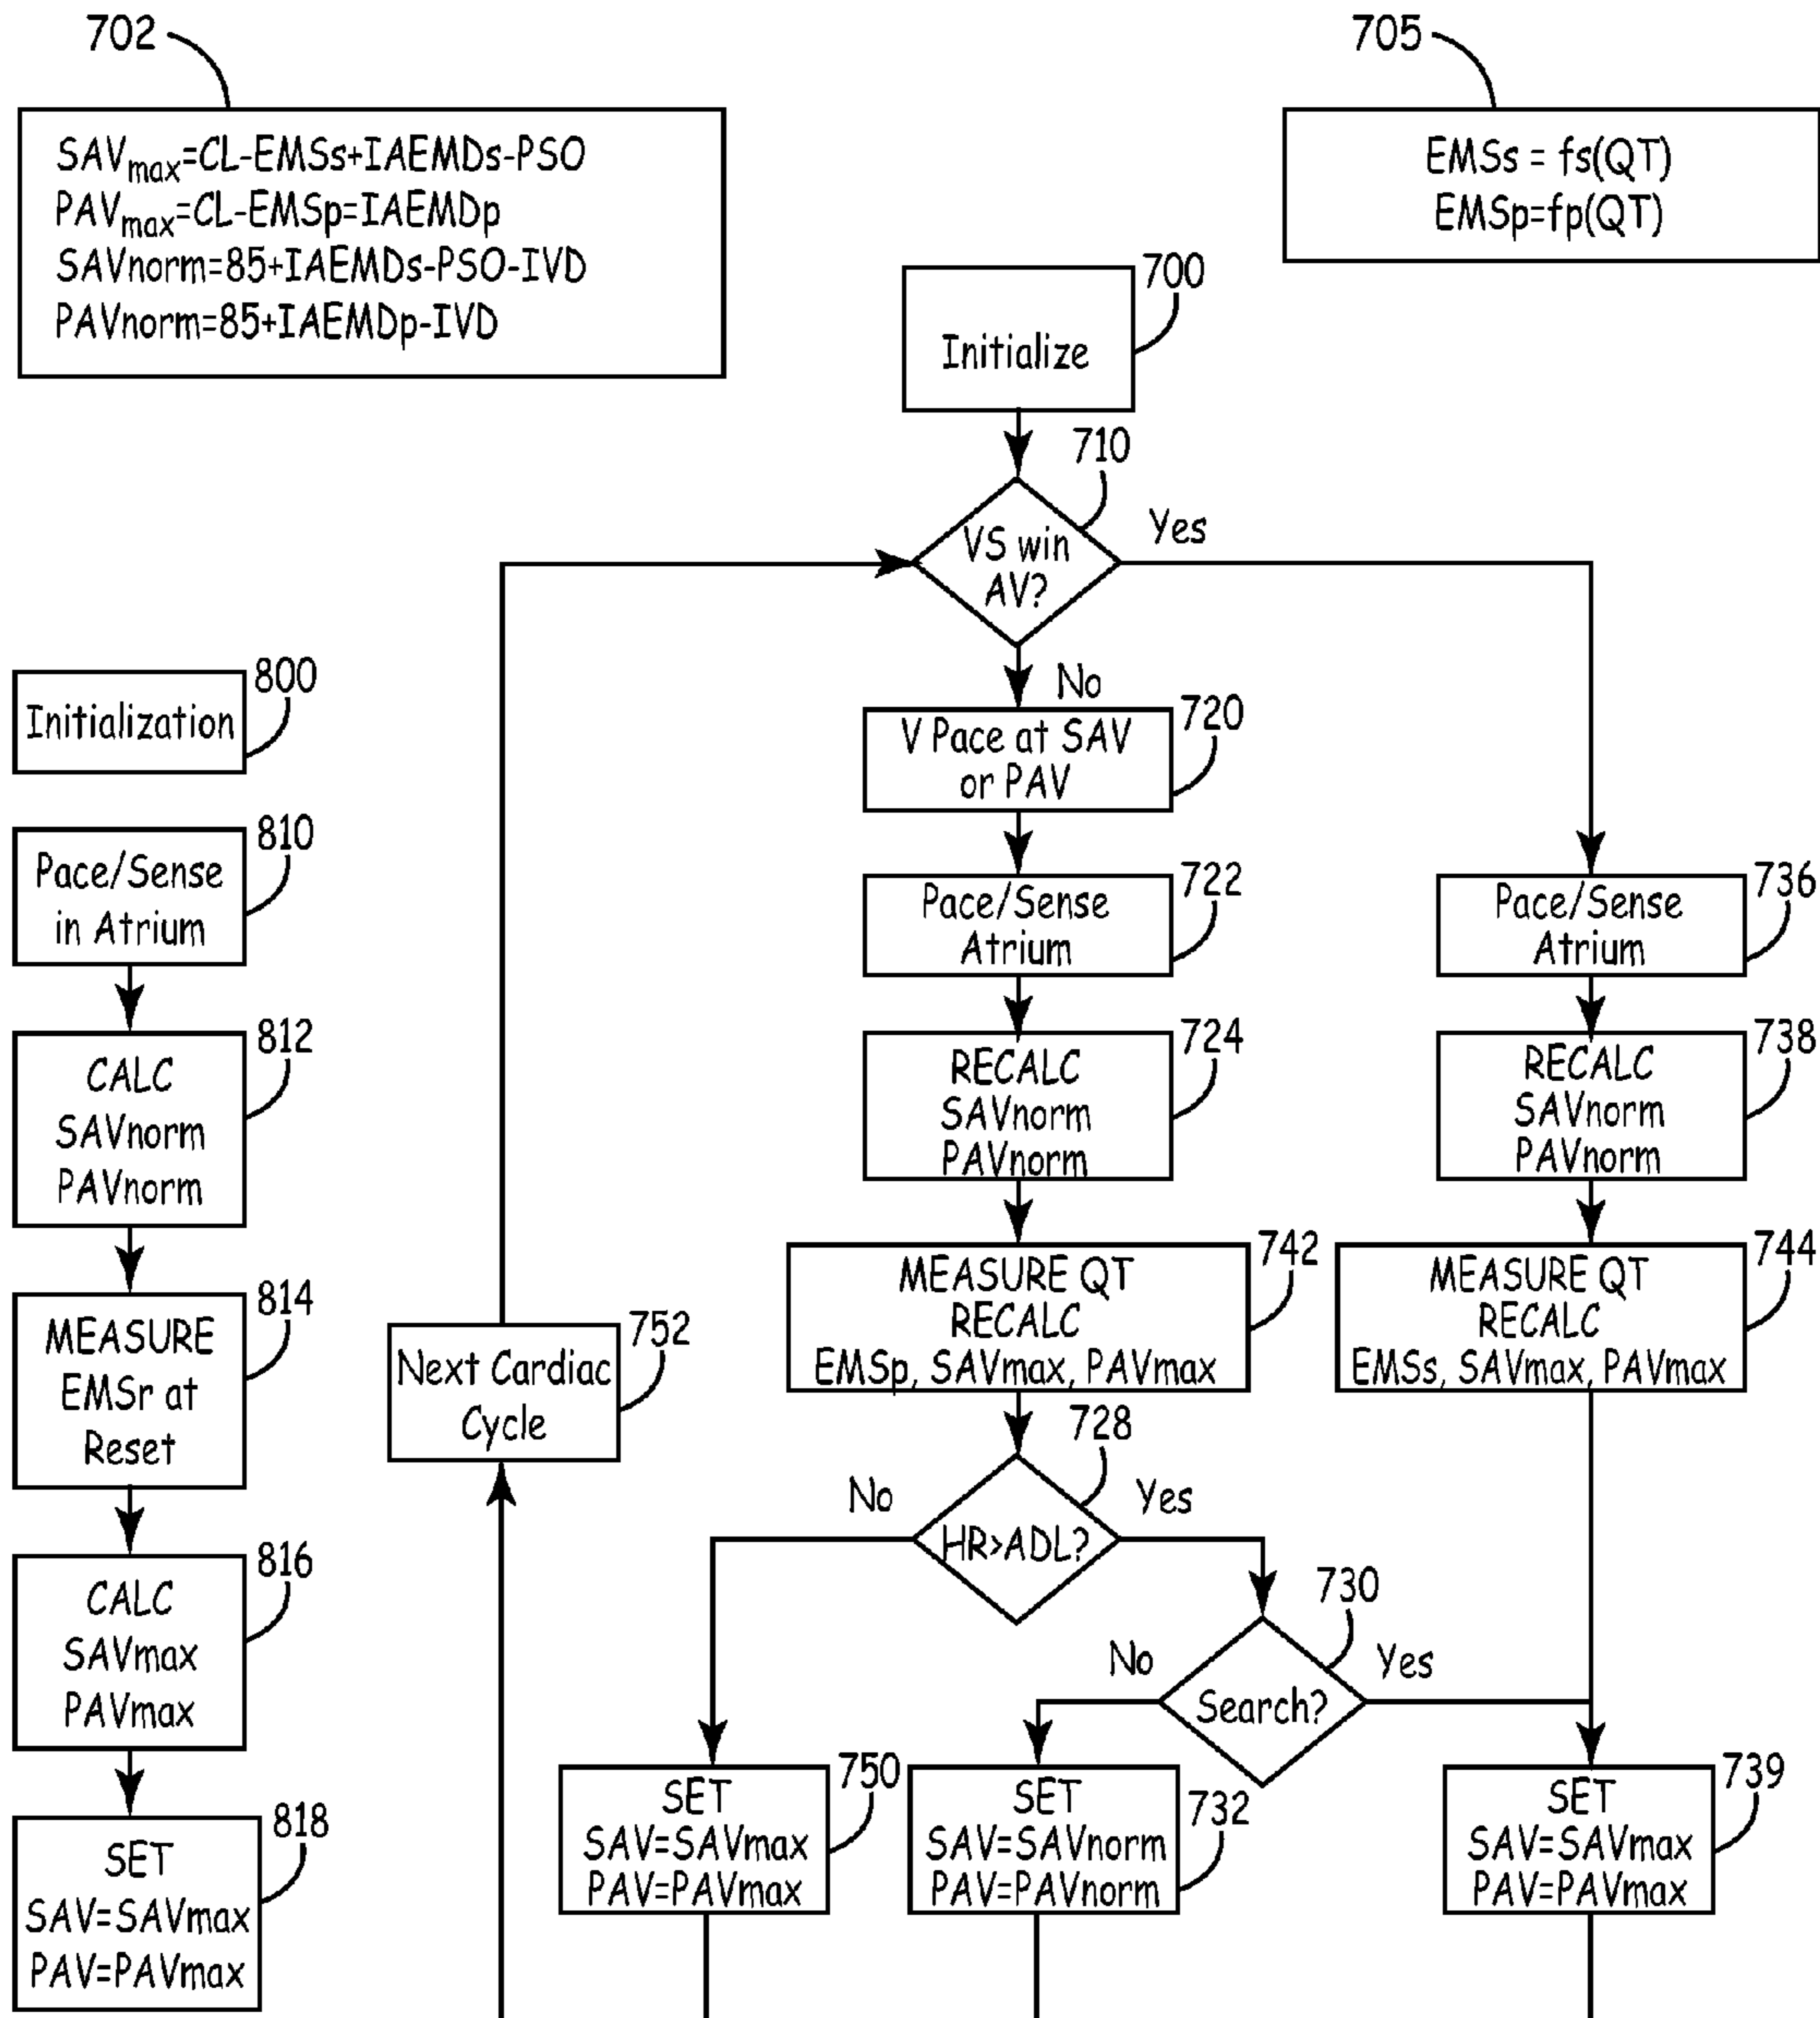 702
SAVmax=CL-EMSs+IAEMDs-PSO
PAVmax=CL-EMSp=IAEMDp
SAVnorm=85+IAEMDs-PSO-IVD
PAVnorm=85+IAEMDp-IVD
705
EMSs = fs(QT)
EMSp=fp(QT)
700
Initialize
710
VS win
AV?
Yes
No
720
V Pace at SAV
or PAV
722
Pace/Sense
Atrium
724
RECALC
SAVnorm
PAVnorm
742
MEASURE QT
RECALC
EMSp, SAVmax, PAVmax
728
HR>ADL?
No
Yes
730
Search?
No
Yes
736
Pace/Sense
Atrium
738
RECALC
SAVnorm
PAVnorm
744
MEASURE QT
RECALC
EMSs, SAVmax, PAVmax
750
SET
SAV=SAVmax
PAV=PAVmax
732
SET
SAV=SAVnorm
PAV=PAVnorm
739
SET
SAV=SAVmax
PAV=PAVmax
752
Next Cardiac
Cycle
800
Initialization
810
Pace/Sense
in Atrium
812
CALC
SAVnorm
PAVnorm
814
MEASURE
EMSr at
Reset
816
CALC
SAVmax
PAVmax
818
SET
SAV=SAVmax
PAV=PAVmax